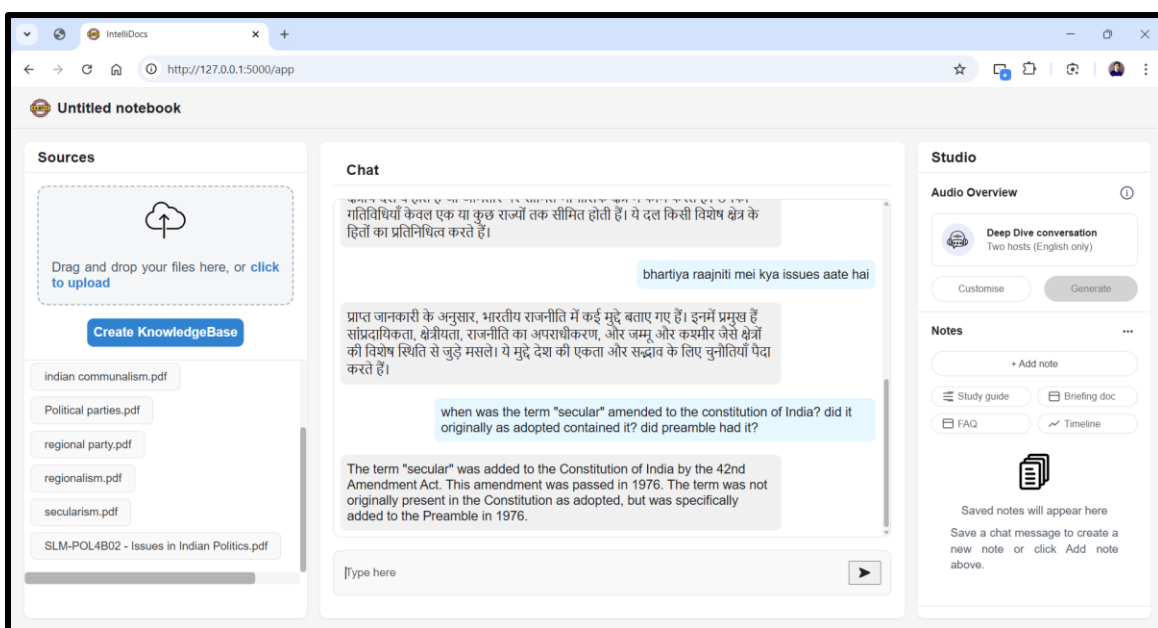 IntelliDocs
http://127.0.0.1:5000/app
Untitled notebook
Sources
Drag and drop your files here, or click
to upload
Create KnowledgeBase
indian communalism.pdf
Political parties.pdf
regional party.pdf
regionalism.pdf
secularism.pdf
SLM-POL4B02 - Issues in Indian Politics.pdf
Chat
गतिविधियाँ केवल एक या कुछ राज्यों तक सीमित होती हैं। ये दल किसी विशेष क्षेत्र के
हितों का प्रतिनिधित्व करते हैं।
bhartiya raajniti mei kya issues aate hai
प्राप्त जानकारी के अनुसार, भारतीय राजनीति में कई मुद्दे बताए गए हैं। इनमें प्रमुख हैं
सांप्रदायिकता, क्षेत्रीयता, राजनीति का अपराधीकरण, और जम्मू और कश्मीर जैसे क्षेत्रों
की विशेष स्थिति से जुड़े मसले। ये मुद्दे देश की एकता और सद्भाव के लिए चुनौतियाँ पैदा
करते हैं।
when was the term "secular" amended to the constitution of India? did it
originally as adopted contained it? did preamble had it?
The term "secular" was added to the Constitution of India by the 42nd
Amendment Act. This amendment was passed in 1976. The term was not
originally present in the Constitution as adopted, but was specifically
added to the Preamble in 1976.
Type here
Studio
Audio Overview
Deep Dive conversation
Two hosts (English only)
Customise
Generate
Notes
+ Add note
Study guide
Briefing doc
FAQ
Timeline
Saved notes will appear here
Save a chat message to create a
new note or click Add note
above.